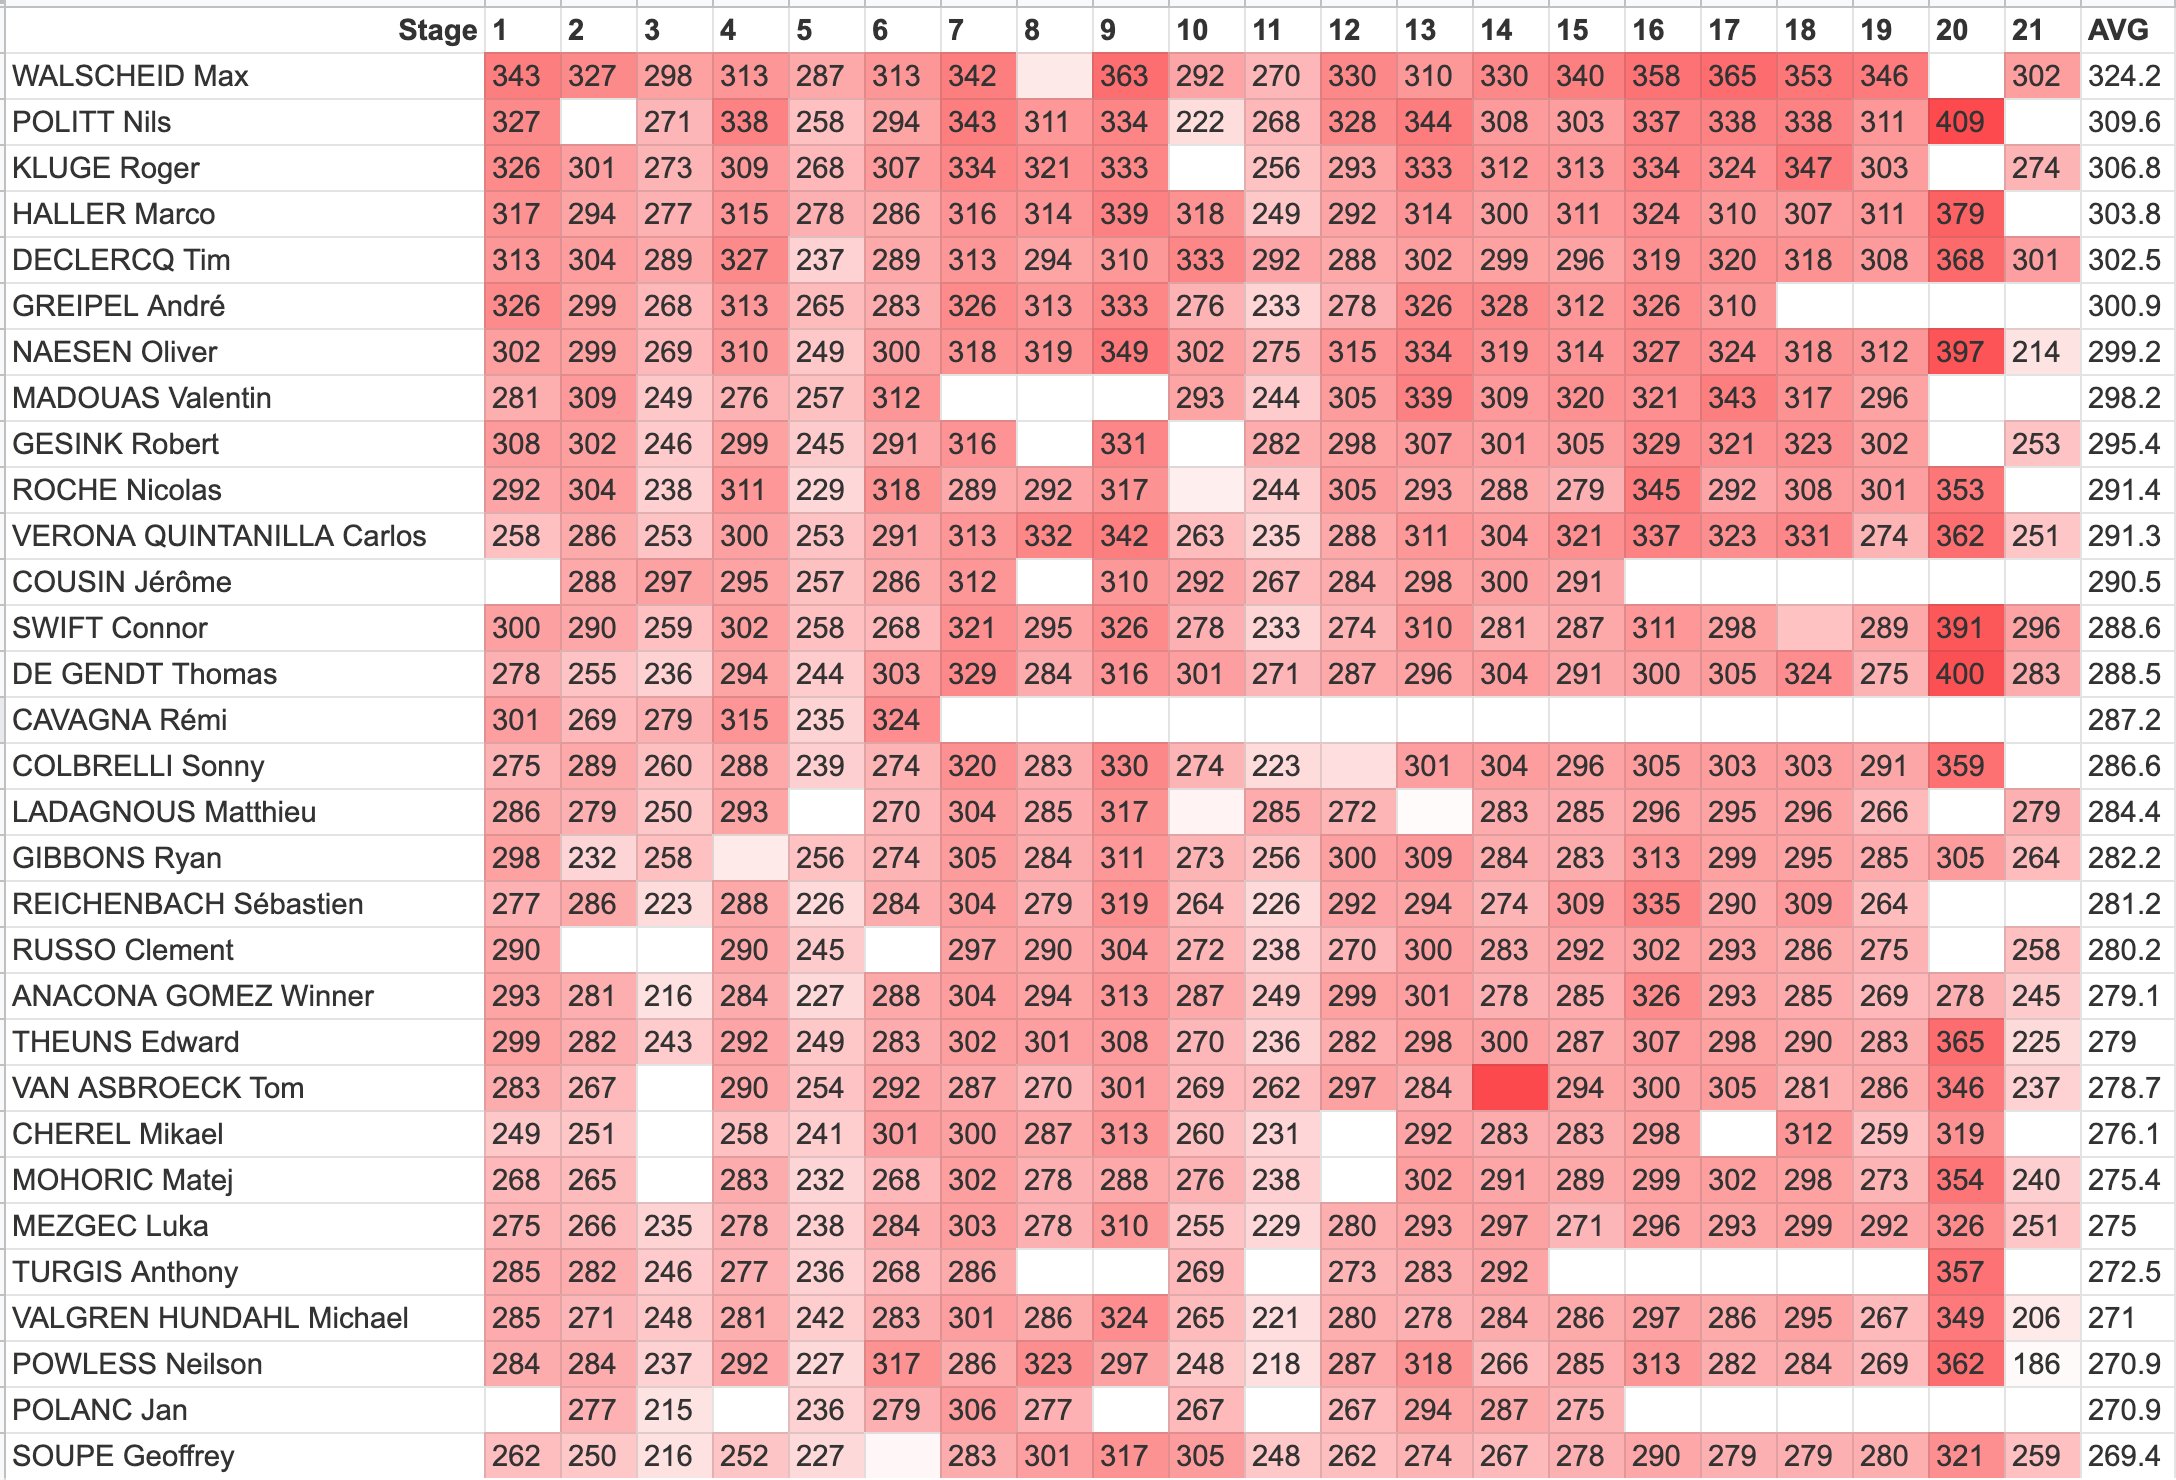 Stage 1 2 3 4 5 6 7 8 9 10 11 12 13 14 15 16 17 18 19 20 21 AVG
WALSCHEID Max 343 327 298 313 287 313 342 363 292 270 330 310 330 340 358 365 353 346 302 324.2
POLITT Nils 327 271 338 258 294 343 311 334 222 268 328 344 308 303 337 338 338 311 409 309.6
KLUGE Roger 326 301 273 309 268 307 334 321 333 256 293 333 312 313 334 324 347 303 274 306.8
HALLER Marco 317 294 277 315 278 286 316 314 339 318 249 292 314 300 311 324 310 307 311 379 303.8
DECLERCQ Tim 313 304 289 327 237 289 313 294 310 333 292 288 302 299 296 319 320 318 308 368 301 302.5
GREIPEL André 326 299 268 313 265 283 326 313 333 276 233 278 326 328 312 326 310 300.9
NAESEN Oliver 302 299 269 310 249 300 318 319 349 302 275 315 334 319 314 327 324 318 312 397 214 299.2
MADOUAS Valentin 281 309 249 276 257 312 293 244 305 339 309 320 321 343 317 296 298.2
GESINK Robert 308 302 246 299 245 291 316 331 282 298 307 301 305 329 321 323 302 253 295.4
ROCHE Nicolas 292 304 238 311 229 318 289 292 317 244 305 293 288 279 345 292 308 301 353 291.4
VERONA QUINTANILLA Carlos 258 286 253 300 253 291 313 332 342 263 235 288 311 304 321 337 323 331 274 362 251 291.3
COUSIN Jérôme 288 297 295 257 286 312 310 292 267 284 298 300 291 290.5
SWIFT Connor 300 290 259 302 258 268 321 295 326 278 233 274 310 281 287 311 298 289 391 296 288.6
DE GENDT Thomas 278 255 236 294 244 303 329 284 316 301 271 287 296 304 291 300 305 324 275 400 283 288.5
CAVAGNA Rémi 301 269 279 315 235 324 287.2
COLBRELLI Sonny 275 289 260 288 239 274 320 283 330 274 223 301 304 296 305 303 303 291 359 286.6
LADAGNOUS Matthieu 286 279 250 293 270 304 285 317 285 272 283 285 296 295 296 266 279 284.4
GIBBONS Ryan 298 232 258 256 274 305 284 311 273 256 300 309 284 283 313 299 295 285 305 264 282.2
REICHENBACH Sébastien 277 286 223 288 226 284 304 279 319 264 226 292 294 274 309 335 290 309 264 281.2
RUSSO Clement 290 290 245 297 290 304 272 238 270 300 283 292 302 293 286 275 258 280.2
ANACONA GOMEZ Winner 293 281 216 284 227 288 304 294 313 287 249 299 301 278 285 326 293 285 269 278 245 279.1
THEUNS Edward 299 282 243 292 249 283 302 301 308 270 236 282 298 300 287 307 298 290 283 365 225 279
VAN ASBROECK Tom 283 267 290 254 292 287 270 301 269 262 297 284 294 300 305 281 286 346 237 278.7
CHEREL Mikael 249 251 258 241 301 300 287 313 260 231 292 283 283 298 312 259 319 276.1
MOHORIC Matej 268 265 283 232 268 302 278 288 276 238 302 291 289 299 302 298 273 354 240 275.4
MEZGEC Luka 275 266 235 278 238 284 303 278 310 255 229 280 293 297 271 296 293 299 292 326 251 275
TURGIS Anthony 285 282 246 277 236 268 286 269 273 283 292 357 272.5
VALGREN HUNDAHL Michael 285 271 248 281 242 283 301 286 324 265 221 280 278 284 286 297 286 295 267 349 206 271
POWLESS Neilson 284 284 237 292 227 317 286 323 297 248 218 287 318 266 285 313 282 284 269 362 186 270.9
POLANC Jan 277 215 236 279 306 277 267 267 294 287 275 270.9
SOUPE Geoffrey 262 250 216 252 227 283 301 317 305 248 262 274 267 278 290 279 279 280 321 259 269.4